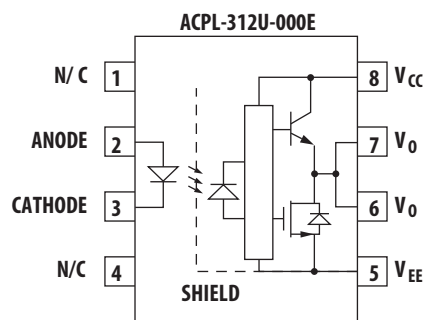 ACPL-312U-000E
N/ C 1
8 VCC
ANODE 2
7 VO
CATHODE 3
6 VO
N/C 4
5 VEE
SHIELD